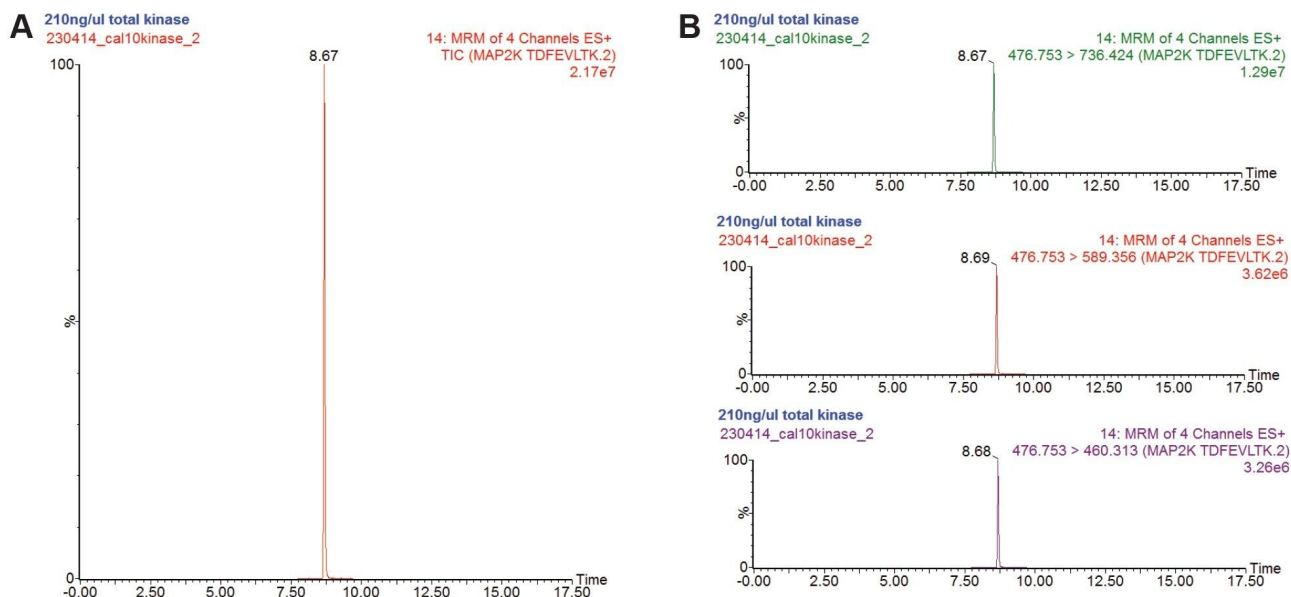 A
210ng/ul total kinase
230414_cal10kinase_2
14: MRM of 4 Channels ES+
TIC (MAP2K TDFEVLTK.2)
2.17e7
8.67
100
%
0
-0.00 2.50 5.00 7.50 10.00 12.50 15.00 17.50
Time
B
210ng/ul total kinase
230414_cal10kinase_2
14: MRM of 4 Channels ES+
476.753 > 736.424 (MAP2K TDFEVLTK.2)
1.29e7
8.67
100
%
0
Time
-0.00 2.50 5.00 7.50 10.00 12.50 15.00 17.50
210ng/ul total kinase
230414_cal10kinase_2
14: MRM of 4 Channels ES+
476.753 > 589.356 (MAP2K TDFEVLTK.2)
3.62e6
8.69
100
%
0
Time
-0.00 2.50 5.00 7.50 10.00 12.50 15.00 17.50
210ng/ul total kinase
230414_cal10kinase_2
14: MRM of 4 Channels ES+
476.753 > 460.313 (MAP2K TDFEVLTK.2)
3.26e6
8.68
100
%
0
Time
-0.00 2.50 5.00 7.50 10.00 12.50 15.00 17.50